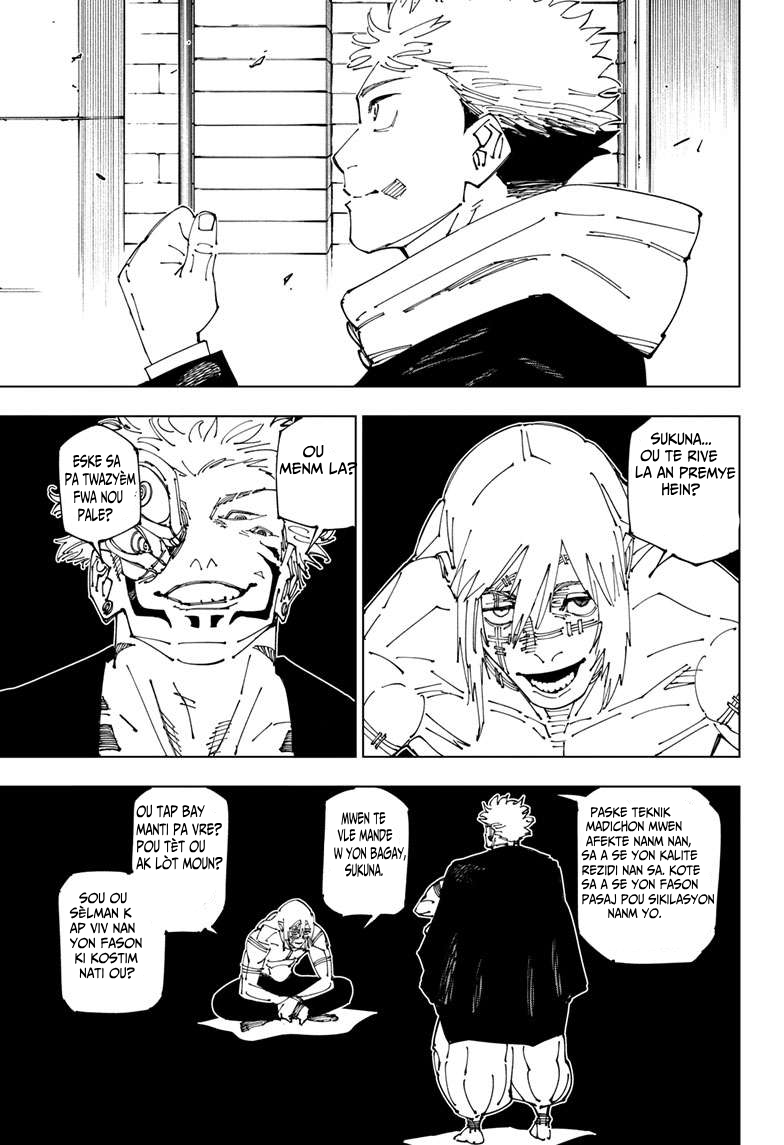 SUKUNA...
OU TE RIVE
LA AN PREMYE
HEIN?
OU
MENM LA?
ESKE SA
PA TWAZYÈM
FWA NOU
PALE?
PASKE TEKNIK
MADICHON MWEN
AFEKTE NANM NAN,
SA A SE YON KALITE
REZIDI NAN SA. KOTE
SA A SE YON FASON
PASAJ POU SIKILASYON
NANM YO.
MWEN TE
VLE MANDE
W YON BAGAY,
SUKUNA.
OU TAP BAY
MANTI PA VRE?
POU TÈT OU
AK LÒT MOUN?
SOU OU
SÈLMAN K
AP VIV NAN
YON FASON
KI KOSTIM
NATI OU?